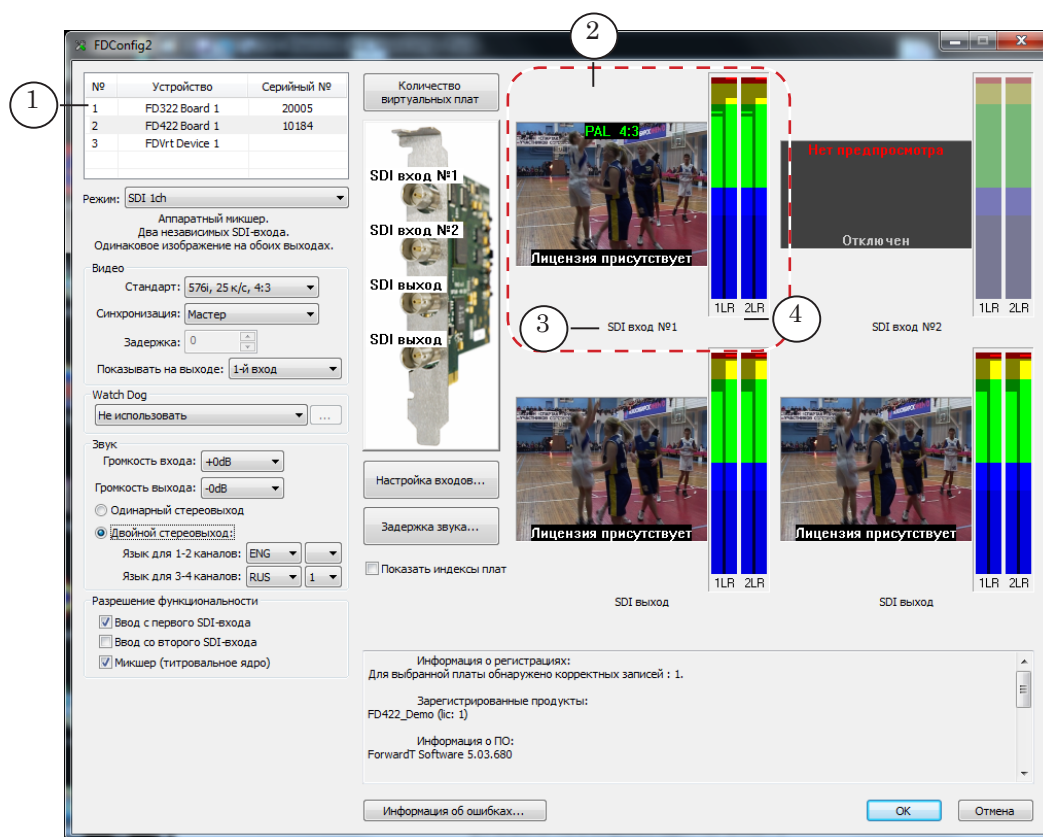 FDConfig2
№ Устройство Серийный №
1 FD322 Board 1 20005
2 FD422 Board 1 10184
3 FDVrt Device 1
Режим: SDI 1ch
Аппаратный микшер.
Два независимых SDI-входа.
Одинаковое изображение на обоих выходах.
Видео
Стандарт: 576i, 25 к/с, 4:3
Синхронизация: Мастер
Задержка: 0
Показывать на выходе: 1-й вход
Watch Dog
Не использовать ...
Звук
Громкость входа: +0dB
Громкость выхода: -0dB
Одинарный стереовыход
Двойной стереовыход:
Язык для 1-2 каналов: ENG
Язык для 3-4 каналов: RUS 1
Разрешение функциональности
Ввод с первого SDI-входа
Ввод со второго SDI-входа
Микшер (титровальное ядро)
Количество
виртуальных плат
SDI вход №1
SDI вход №2
SDI выход
SDI выход
Настройка входов...
Задержка звука...
Показать индексы плат
1
2
3
4
PAL 4:3
Лицензия присутствует
1LR 2LR
SDI вход №1
Нет предпросмотра
Отключен
1LR 2LR
SDI вход №2
Лицензия присутствует
1LR 2LR
SDI выход
Лицензия присутствует
1LR 2LR
SDI выход
Информация о регистрациях:
Для выбранной платы обнаружено корректных записей : 1.
Зарегистрированные продукты:
FD422_Demo (lic: 1)
Информация о ПО:
ForwardT Software 5.03.680
Информация об ошибках...
OK
Отмена